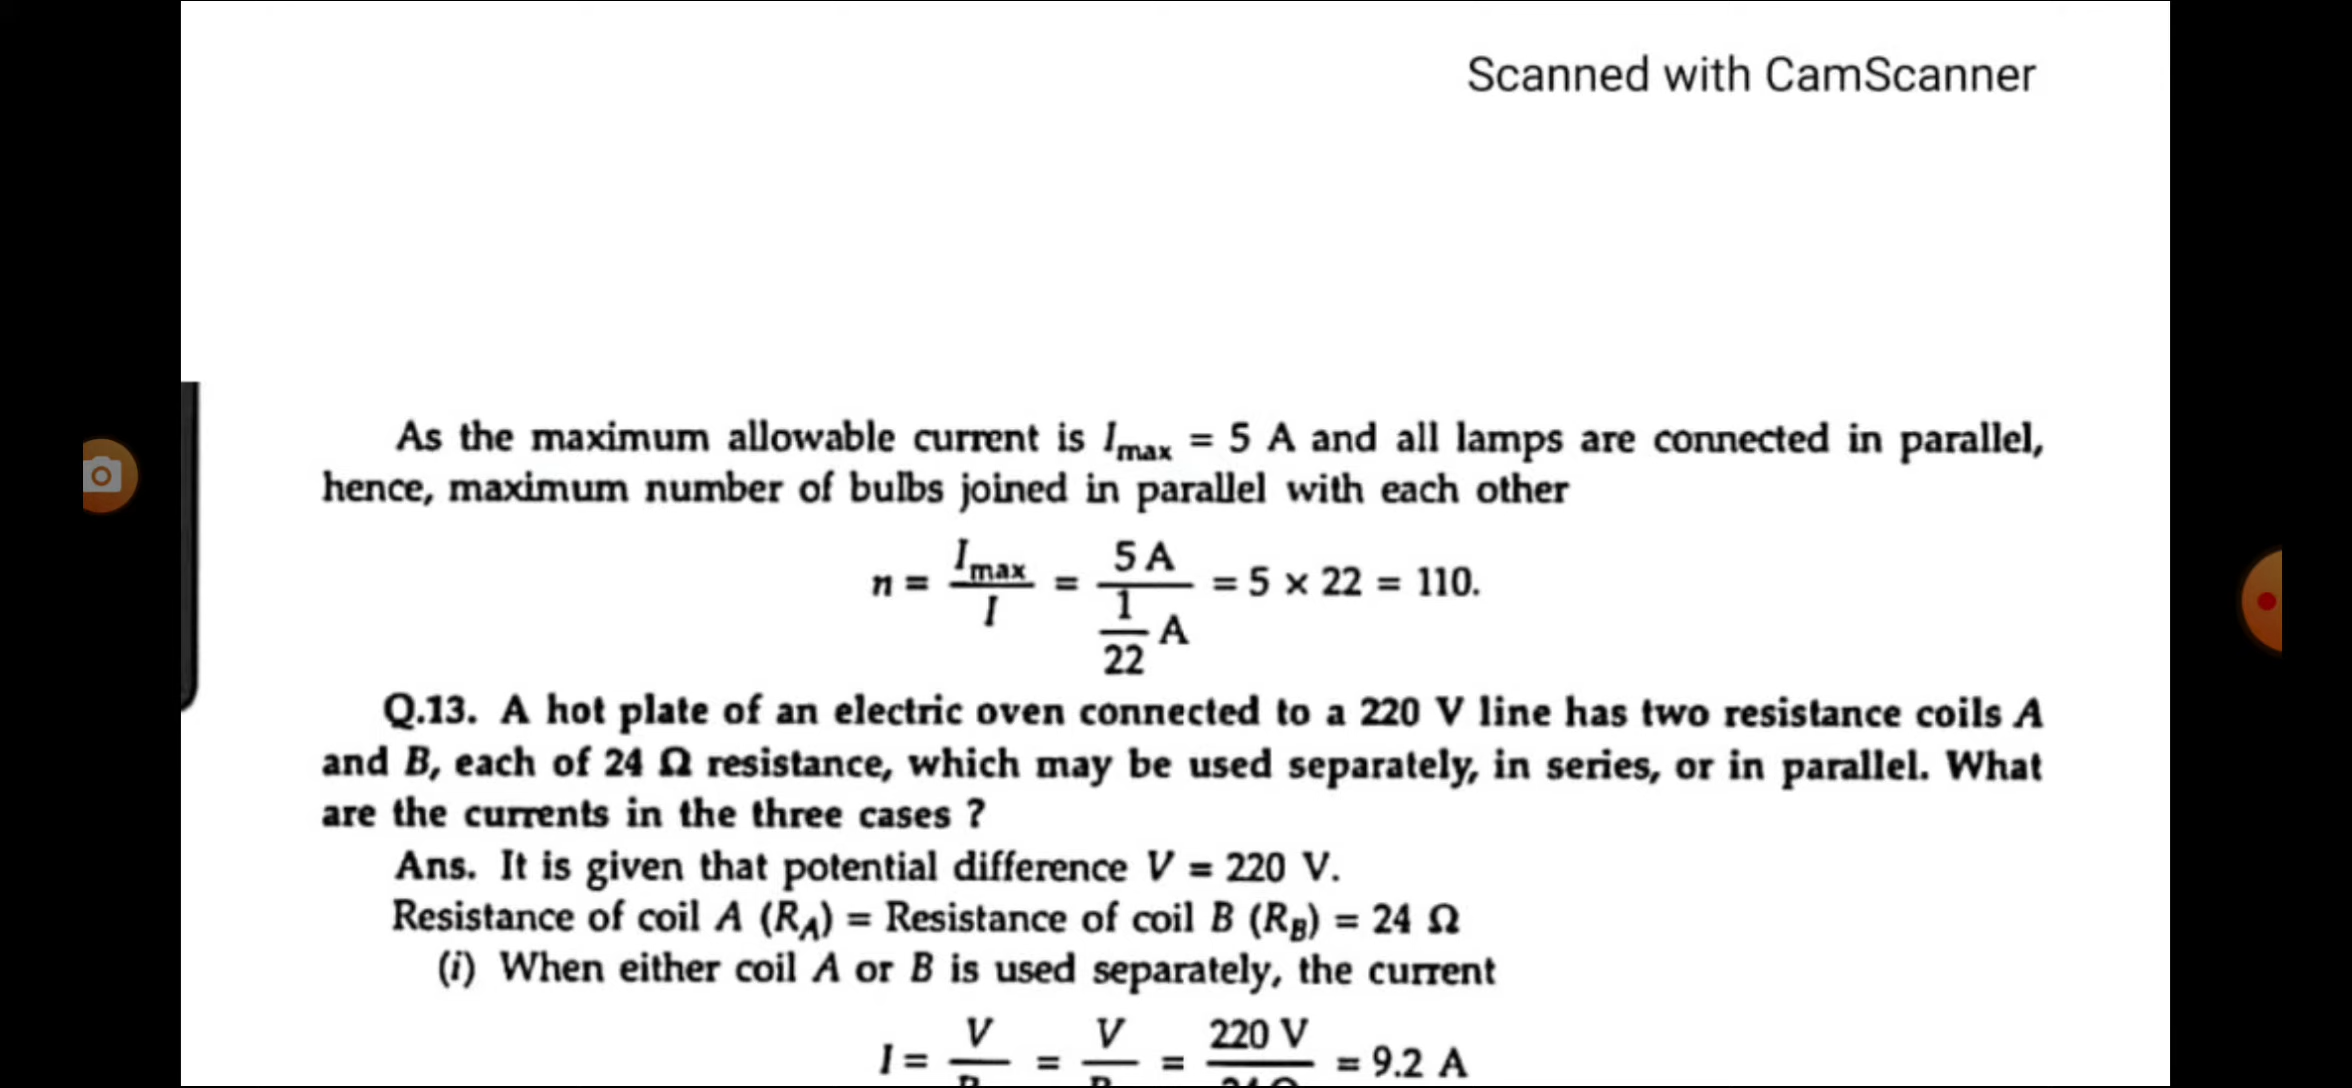 Scanned with CamScanner
As the maximum allowable current is I_max = 5 A and all lamps are connected in parallel,
hence, maximum number of bulbs joined in parallel with each other
n = I_max / I = 5 A / (1/22 A) = 5 × 22 = 110.
Q.13. A hot plate of an electric oven connected to a 220 V line has two resistance coils A
and B, each of 24 Ω resistance, which may be used separately, in series, or in parallel. What
are the currents in the three cases ?
Ans. It is given that potential difference V = 220 V.
Resistance of coil A (R_A) = Resistance of coil B (R_B) = 24 Ω
(i) When either coil A or B is used separately, the current
I = V = V = 220 V = 9.2 A